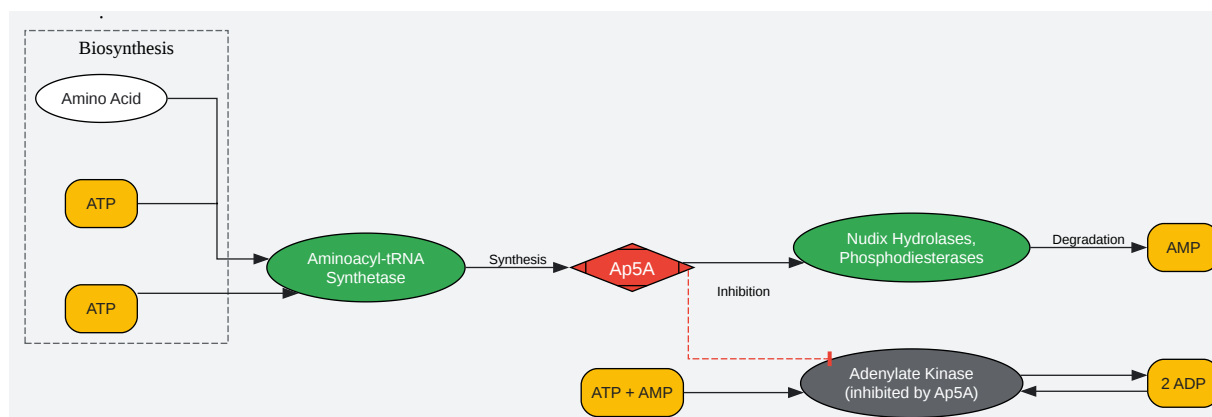 Biosynthesis
Amino Acid
ATP
ATP
Aminoacyl-tRNA
Synthetase
Synthesis
Ap5A
Inhibition
Nudix Hydrolases,
Phosphodiesterases
Degradation
AMP
ATP + AMP
Adenylate Kinase
(inhibited by Ap5A)
2 ADP